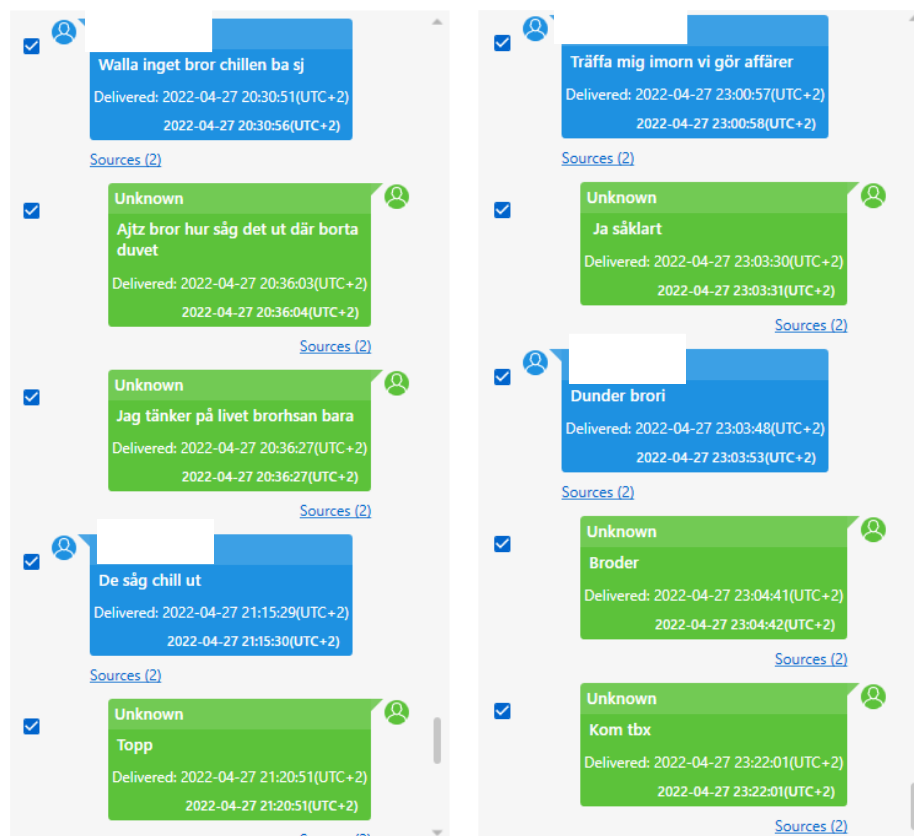 Walla inget bror chillen ba sj
Delivered: 2022-04-27 20:30:51(UTC+2)
2022-04-27 20:30:56(UTC+2)
Sources (2)
Unknown
Ajtz bror hur såg det ut där borta
duvet
Delivered: 2022-04-27 20:36:03(UTC+2)
2022-04-27 20:36:04(UTC+2)
Sources (2)
Unknown
Jag tänker på livet brorhsan bara
Delivered: 2022-04-27 20:36:27(UTC+2)
2022-04-27 20:36:27(UTC+2)
Sources (2)
De såg chill ut
Delivered: 2022-04-27 21:15:29(UTC+2)
2022-04-27 21:15:30(UTC+2)
Sources (2)
Unknown
Topp
Delivered: 2022-04-27 21:20:51(UTC+2)
2022-04-27 21:20:51(UTC+2)
Träffa mig imorn vi gör affärer
Delivered: 2022-04-27 23:00:57(UTC+2)
2022-04-27 23:00:58(UTC+2)
Sources (2)
Unknown
Ja såklart
Delivered: 2022-04-27 23:03:30(UTC+2)
2022-04-27 23:03:31(UTC+2)
Sources (2)
Dunder brori
Delivered: 2022-04-27 23:03:48(UTC+2)
2022-04-27 23:03:53(UTC+2)
Sources (2)
Unknown
Broder
Delivered: 2022-04-27 23:04:41(UTC+2)
2022-04-27 23:04:42(UTC+2)
Sources (2)
Unknown
Kom tbx
Delivered: 2022-04-27 23:22:01(UTC+2)
2022-04-27 23:22:01(UTC+2)
Sources (2)